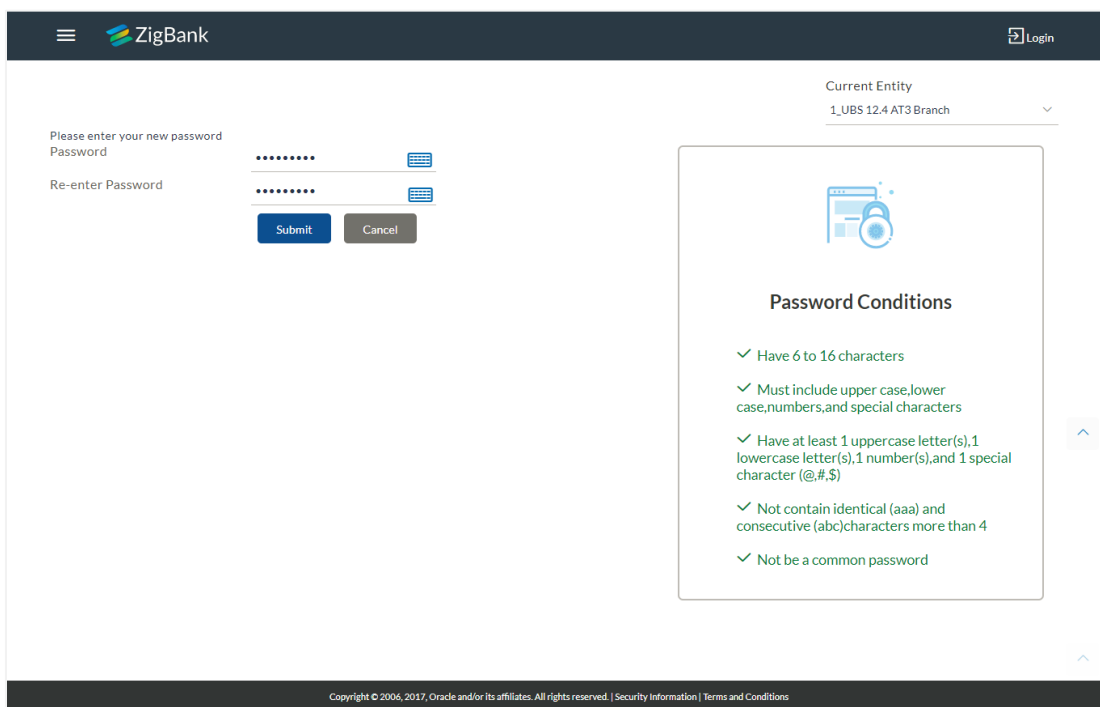 ZigBank
Login
Current Entity
1_UBS 12.4 AT3 Branch
Please enter your new password
Password
•••••••••
Re-enter Password
•••••••••
Submit
Cancel
Password Conditions
Have 6 to 16 characters
Must include upper case,lower
case,numbers,and special characters
Have at least 1 uppercase letter(s),1
lowercase letter(s),1 number(s),and 1 special
character (@,#,$)
Not contain identical (aaa) and
consecutive (abc)characters more than 4
Not be a common password
Copyright © 2006, 2017, Oracle and/or its affiliates. All rights reserved. | Security Information | Terms and Conditions